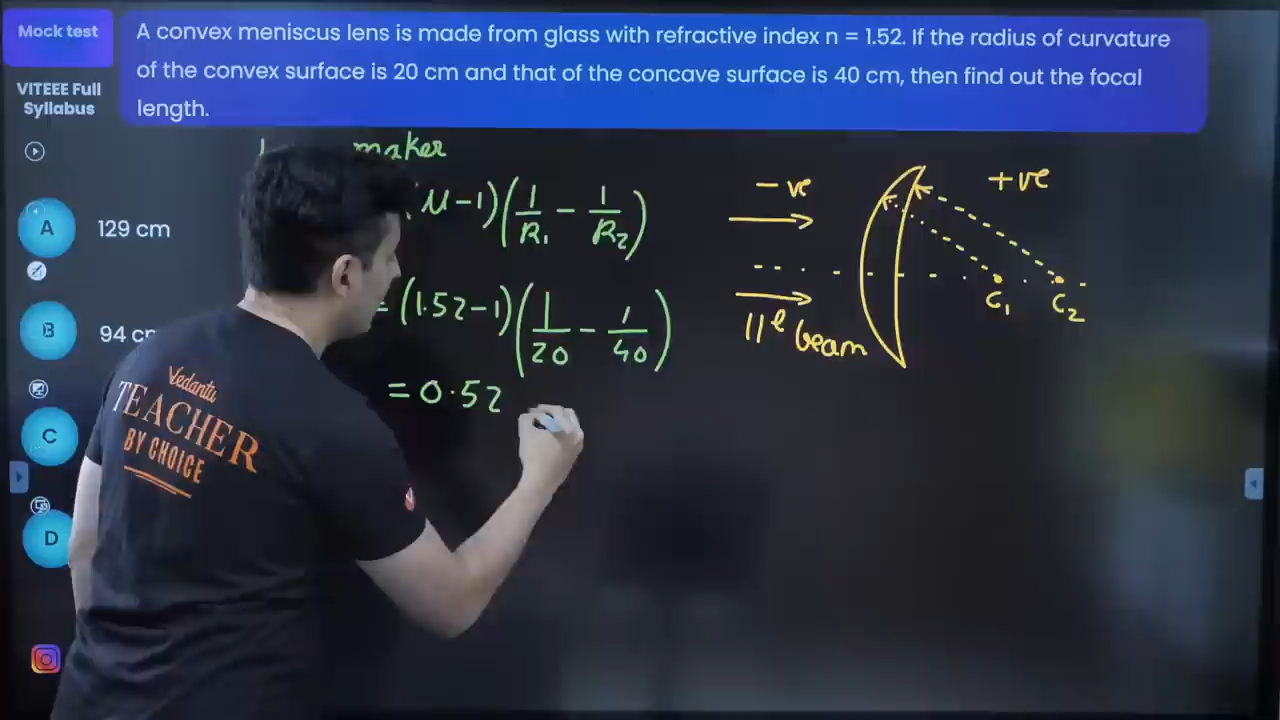 Mock test
VITEEE Full
Syllabus
A convex meniscus lens is made from glass with refractive index n = 1.52. If the radius of curvature
of the convex surface is 20 cm and that of the concave surface is 40 cm, then find out the focal
length.
maker
(μ-1)(1/R₁ - 1/R₂)
= (1.52-1)(1/20 - 1/40)
= 0.52
-ve
+ve
C₁
C₂
11ˡ beam
A 129 cm
B 94
C
D
Vedantu
TEACHER
BY CHOICE